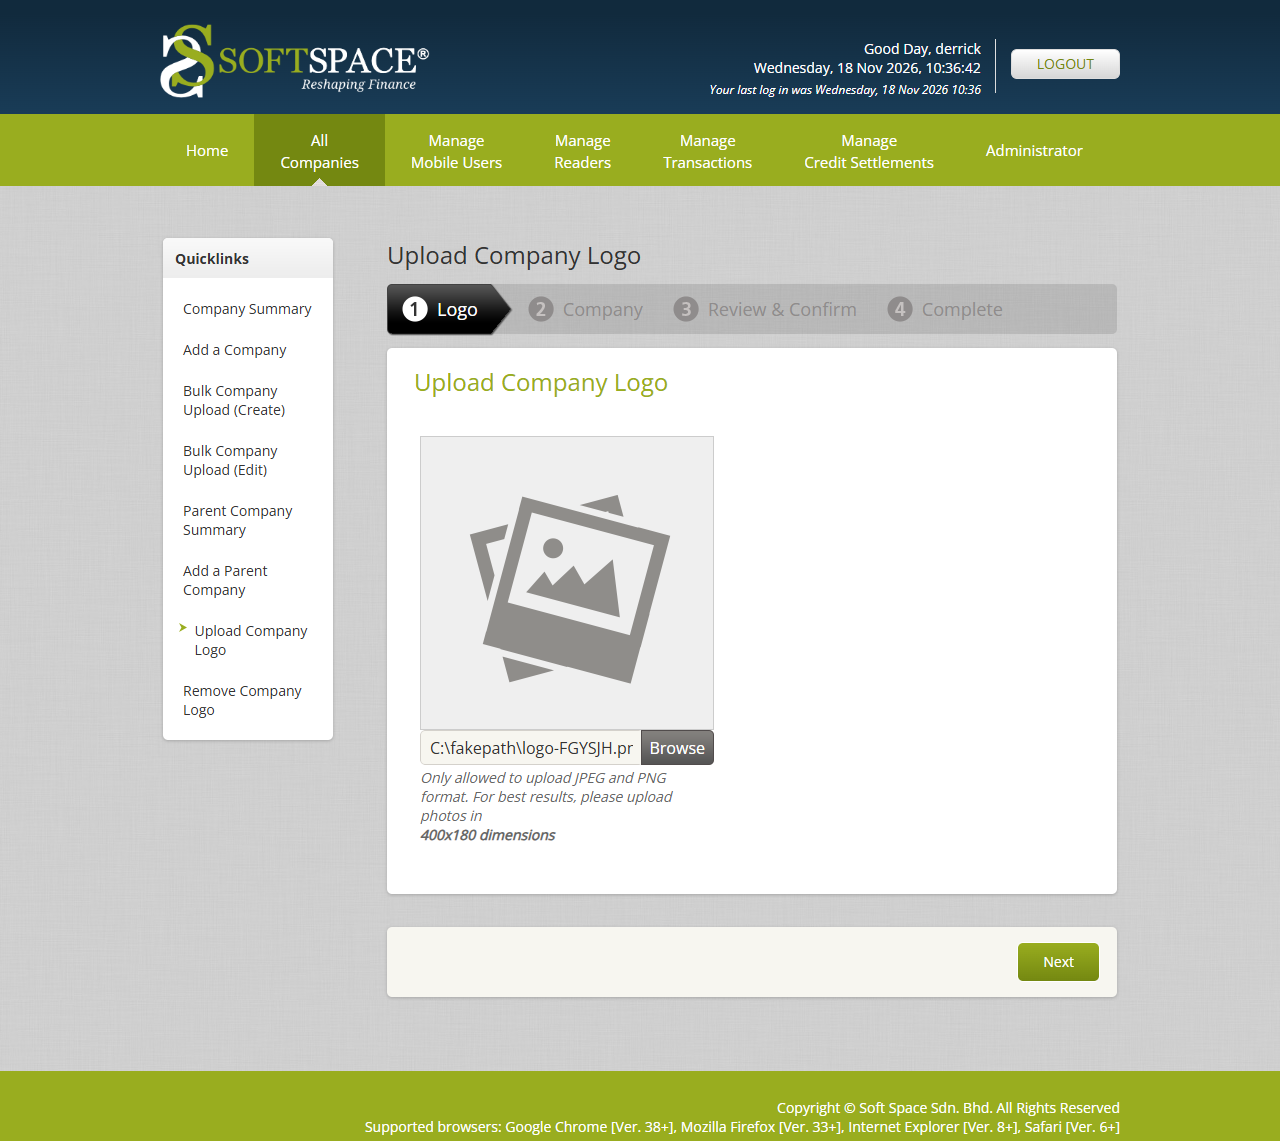 SOFTSPACE®
Reshaping Finance
Good Day, derrick
Wednesday, 18 Nov 2026, 10:36:42
Your last log in was Wednesday, 18 Nov 2026 10:36
LOGOUT
Home
All
Companies
Manage
Mobile Users
Manage
Readers
Manage
Transactions
Manage
Credit Settlements
Administrator
Quicklinks
Company Summary
Add a Company
Bulk Company
Upload (Create)
Bulk Company
Upload (Edit)
Parent Company
Summary
Add a Parent
Company
Upload Company
Logo
Remove Company
Logo
Upload Company Logo
1 Logo
2 Company
3 Review & Confirm
4 Complete
Upload Company Logo
C:\fakepath\logo-FGYSJH.pr
Browse
Only allowed to upload JPEG and PNG
format. For best results, please upload
photos in
400x180 dimensions
Next
Copyright © Soft Space Sdn. Bhd. All Rights Reserved
Supported browsers: Google Chrome [Ver. 38+], Mozilla Firefox [Ver. 33+], Internet Explorer [Ver. 8+], Safari [Ver. 6+]